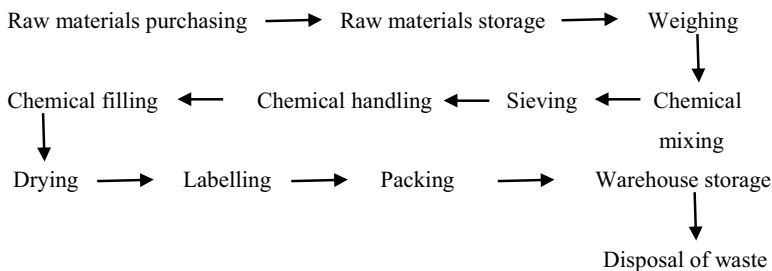 Raw materials purchasing Raw materials storage Weighing
Chemical filling Chemical handling Sieving Chemical
mixing
Drying Labelling Packing Warehouse storage
Disposal of waste